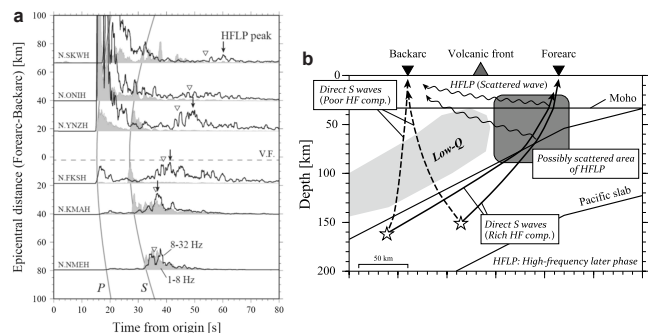 a
HFLP peak
Epicentral distance (Forearc-Backarc) [km]
100
80
60
40
20
0
20
40
60
80
100
N.SKWH
N.ONIH
N.YNZH
V.F.
N.FKSH
N.KMAH
N.NMEH
8-32 Hz
1-8 Hz
P
S
0 10 20 30 40 50 60 70 80
Time from origin [s]
b
Backarc
Volcanic front
Forearc
Direct S waves
(Poor HF comp.)
HFLP (Scattered wave)
Moho
Low-Q
Possibly scattered area
of HFLP
Pacific slab
Direct S waves
(Rich HF comp.)
Depth [km]
0
50
100
150
200
50 km
HFLP: High-frequency later phase